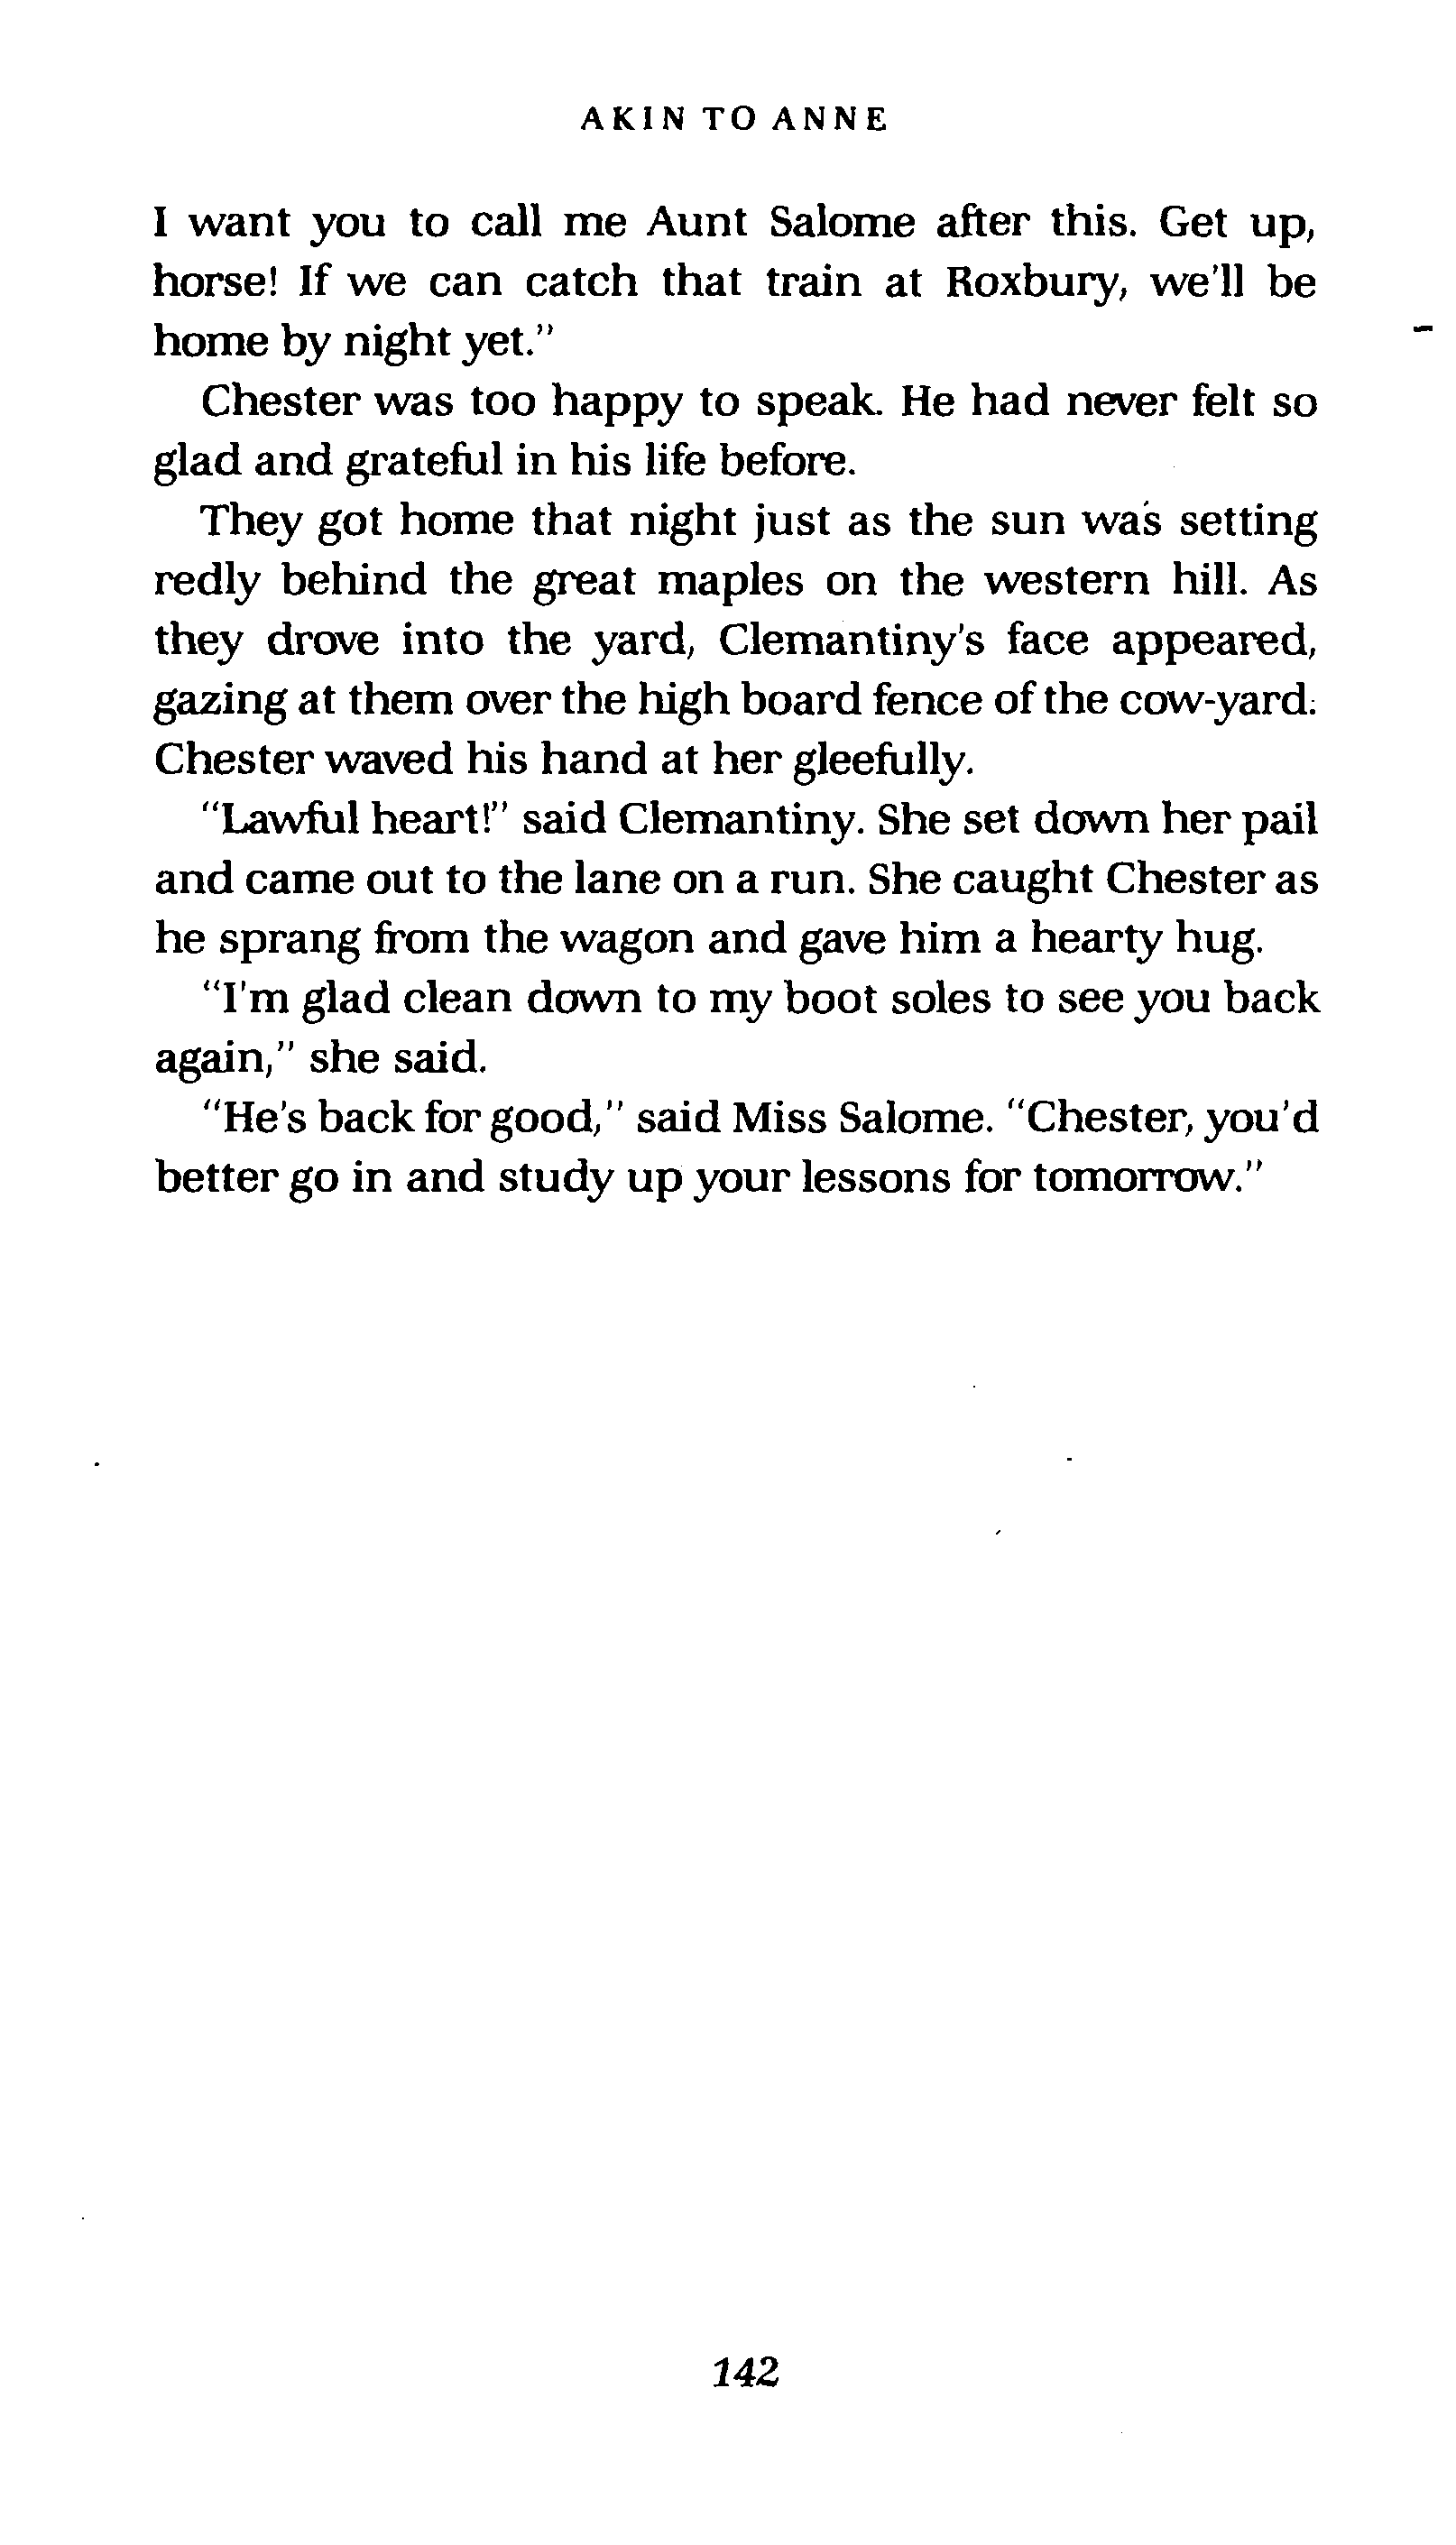 AKIN TO ANNE
I want you to call me Aunt Salome after this. Get up,
horse! If we can catch that train at Roxbury, we'll be
home by night yet."
Chester was too happy to speak. He had never felt so
glad and grateful in his life before.
They got home that night just as the sun was setting
redly behind the great maples on the western hill. As
they drove into the yard, Clemantiny's face appeared,
gazing at them over the high board fence of the cow-yard.
Chester waved his hand at her gleefully.
"Lawful heart!" said Clemantiny. She set down her pail
and came out to the lane on a run. She caught Chester as
he sprang from the wagon and gave him a hearty hug.
"I'm glad clean down to my boot soles to see you back
again," she said.
"He's back for good," said Miss Salome. "Chester, you'd
better go in and study up your lessons for tomorrow."
142